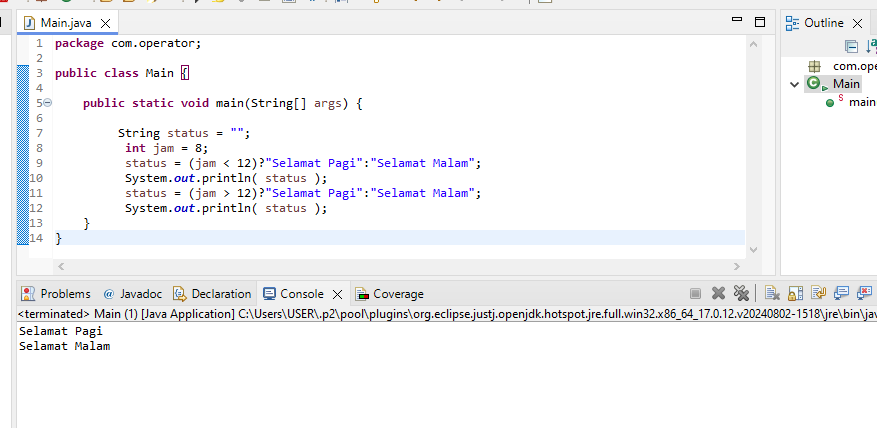 Main.java
Outline
1 package com.operator;
2
3 public class Main {
4
5 public static void main(String[] args) {
6
7 String status = "";
8 int jam = 8;
9 status = (jam < 12)?"Selamat Pagi":"Selamat Malam";
10 System.out.println( status );
11 status = (jam > 12)?"Selamat Pagi":"Selamat Malam";
12 System.out.println( status );
13 }
14 }
com.ope
Main
main
Problems @ Javadoc Declaration Console Coverage
<terminated> Main (1) [Java Application] C:\Users\USER\.p2\pool\plugins\org.eclipse.justj.openjdk.hotspot.jre.full.win32.x86_64_17.0.12.v20240802-1518\jre\bin\jav
Selamat Pagi
Selamat Malam